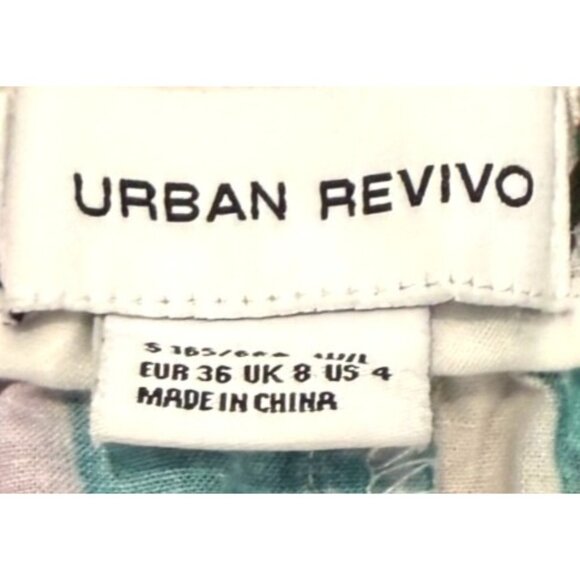 URBAN REVIVO
S
EUR 36 UK 8 US 4
MADE IN CHINA